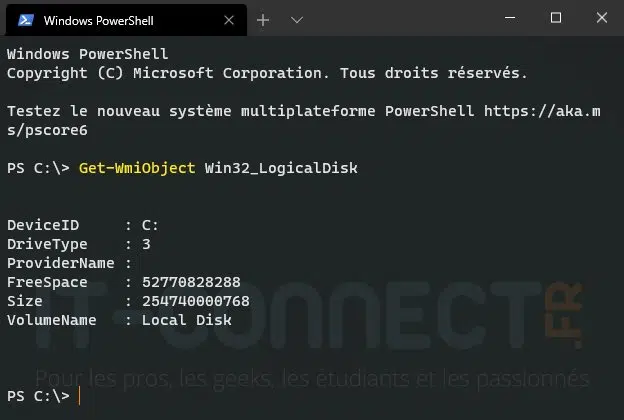 Windows PowerShell
Windows PowerShell
Copyright (C) Microsoft Corporation. Tous droits réservés.
Testez le nouveau système multiplateforme PowerShell https://aka.m
s/pscore6
PS C:\> Get-WmiObject Win32_LogicalDisk
DeviceID     : C:
DriveType    : 3
ProviderName :
FreeSpace    : 52770828288
Size         : 254740000768
VolumeName   : Local Disk
IT-CONNECT.FR
Pour les pros, les geeks, les étudiants et les passionnés
PS C:\>